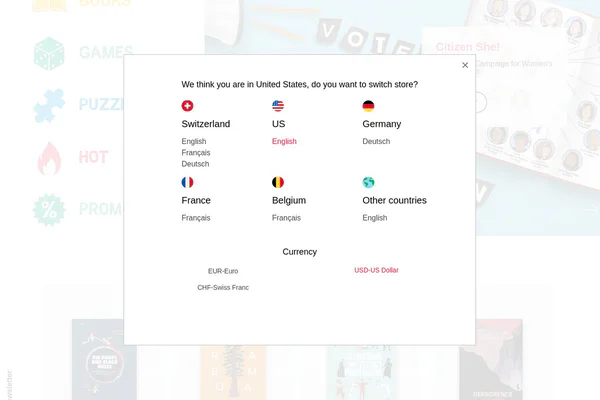 BOOKS
GAMES
PUZZ
HOT
PROM
VOTE
Citizen She!
Campaign for Women's
We think you are in United States, do you want to switch store?
Switzerland
English
Français
Deutsch
US
English
Germany
Deutsch
France
Français
Belgium
Français
Other countries
English
Currency
EUR-Euro
USD-US Dollar
CHF-Swiss Franc
ewsletter